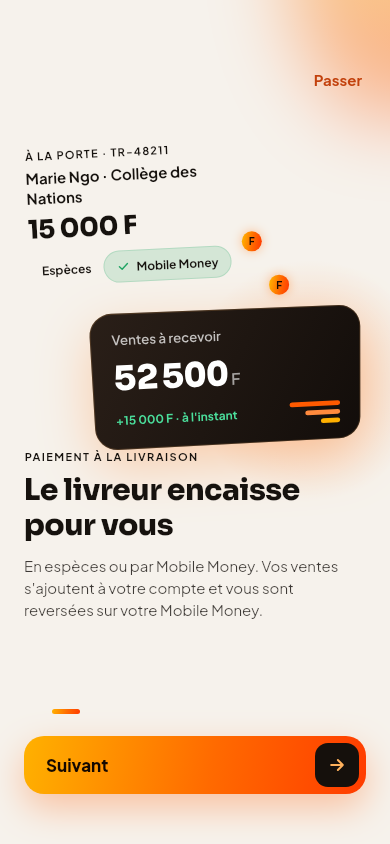 Passer
À LA PORTE · TR-48211
Marie Ngo · Collège des
Nations
15 000 F
Espèces
Mobile Money
F
F
Ventes à recevoir
52 500 F
+15 000 F · à l'instant
PAIEMENT À LA LIVRAISON
Le livreur encaisse
pour vous
En espèces ou par Mobile Money. Vos ventes
s'ajoutent à votre compte et vous sont
reversées sur votre Mobile Money.
Suivant